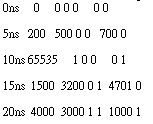 0ns 0 0 0 0 0 0
5ns 200 500 0 0 700 0
10ns 65535 1 0 0 0 1
15ns 1500 3200 0 1 4701 0
20ns 4000 3000 1 1 1000 1